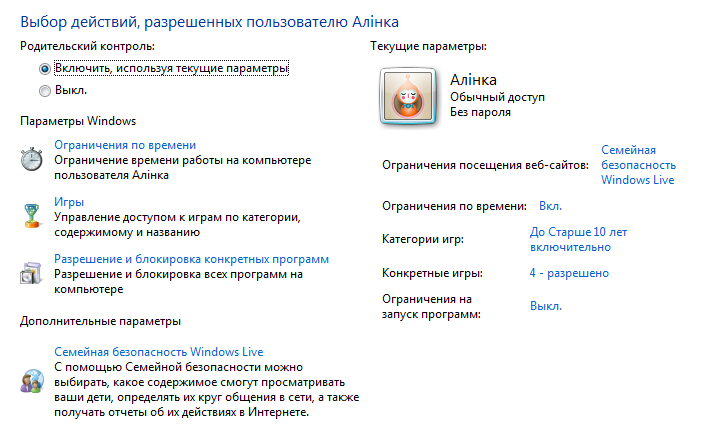 Выбор действий, разрешенных пользователю Алінка
Родительский контроль:
Включить, используя текущие параметры
Выкл.
Параметры Windows
Ограничения по времени
Ограничение времени работы на компьютере
пользователя Алінка
Игры
Управление доступом к играм по категории,
содержимому и названию
Разрешение и блокировка конкретных программ
Разрешение и блокировка всех программ на
компьютере
Дополнительные параметры
Семейная безопасность Windows Live
С помощью Семейной безопасности можно
выбирать, какое содержимое смогут просматривать
ваши дети, определять их круг общения в сети, а также
получать отчеты об их действиях в Интернете.
Текущие параметры:
Алінка
Обычный доступ
Без пароля
Ограничения посещения веб-сайтов:
Семейная
безопасность
Windows Live
Ограничения по времени: Вкл.
Категории игр:
До Старше 10 лет
включительно
Конкретные игры: 4 - разрешено
Ограничения на
запуск программ:
Выкл.